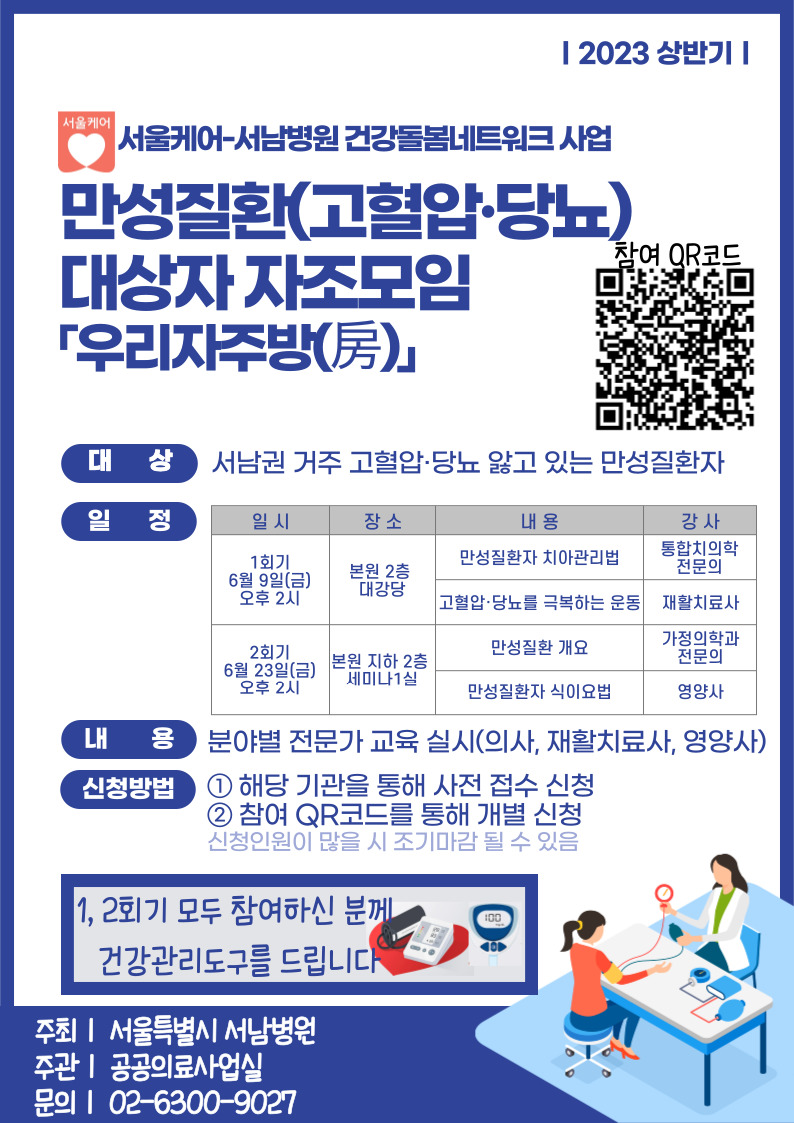 | 2023 상반기 |
서울케어
서울케어-서남병원 건강돌봄네트워크 사업
만성질환(고혈압·당뇨)
대상자 자조모임
「우리자주방(房)」
참여 QR코드
대 상
서남권 거주 고혈압·당뇨 앓고 있는 만성질환자
일 정
일 시 장 소 내 용 강 사
1회기
6월 9일(금)
오후 2시
본원 2층
대강당
만성질환자 치아관리법
통합치의학
전문의
고혈압·당뇨를 극복하는 운동
재활치료사
2회기
6월 23일(금)
오후 2시
본원 지하 2층
세미나1실
만성질환 개요
가정의학과
전문의
만성질환자 식이요법
영양사
내 용
분야별 전문가 교육 실시(의사, 재활치료사, 영양사)
신청방법
① 해당 기관을 통해 사전 접수 신청
② 참여 QR코드를 통해 개별 신청
신청인원이 많을 시 조기마감 될 수 있음
1, 2회기 모두 참여하신 분께
건강관리도구를 드립니다
100
주최 | 서울특별시 서남병원
주관 | 공공의료사업실
문의 | 02-6300-9027